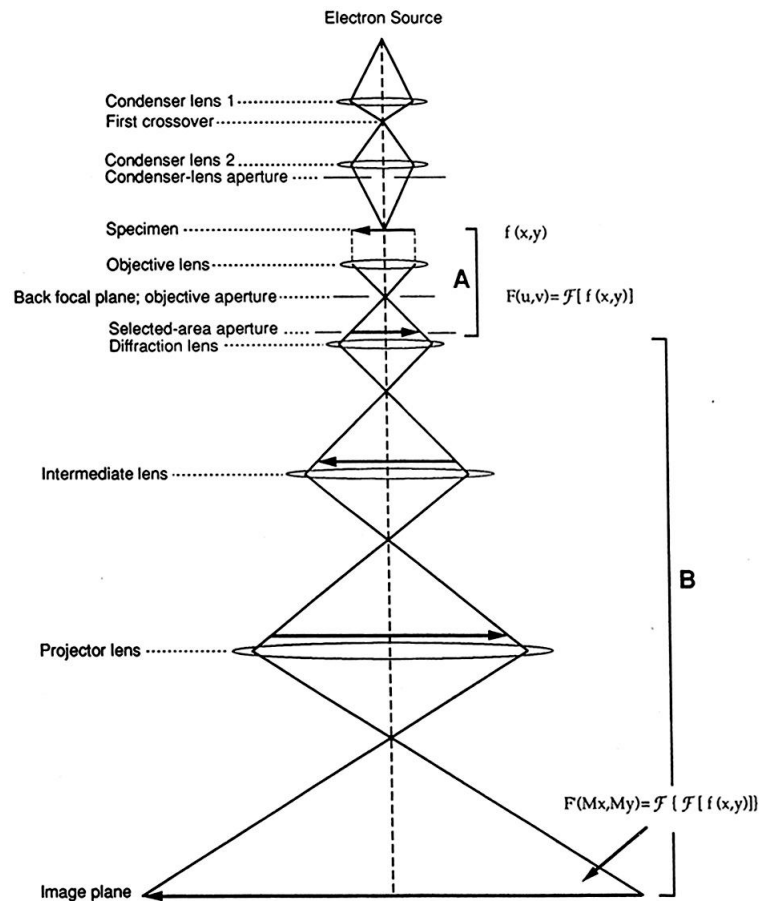 Electron Source
Condenser lens 1
First crossover
Condenser lens 2
Condenser-lens aperture
Specimen
f (x,y)
Objective lens
A
Back focal plane; objective aperture
F(u,v)= ℱ[ f(x,y)]
Selected-area aperture
Diffraction lens
Intermediate lens
B
Projector lens
F(Mx,My)= ℱ { ℱ[ f(x,y)]}
Image plane